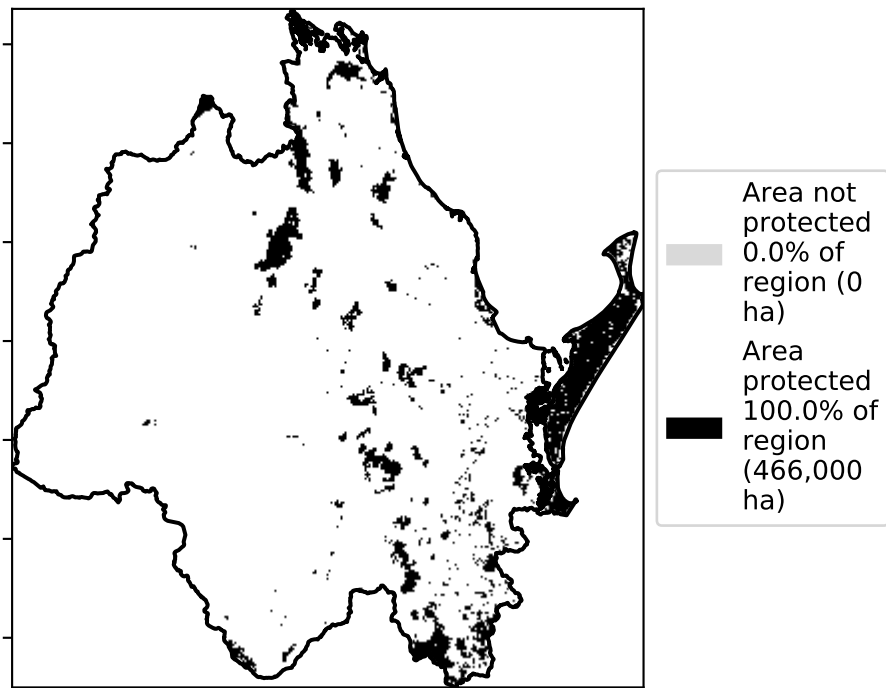 Area not
protected
0.0% of
region (0
ha)
Area
protected
100.0% of
region
(466,000
ha)